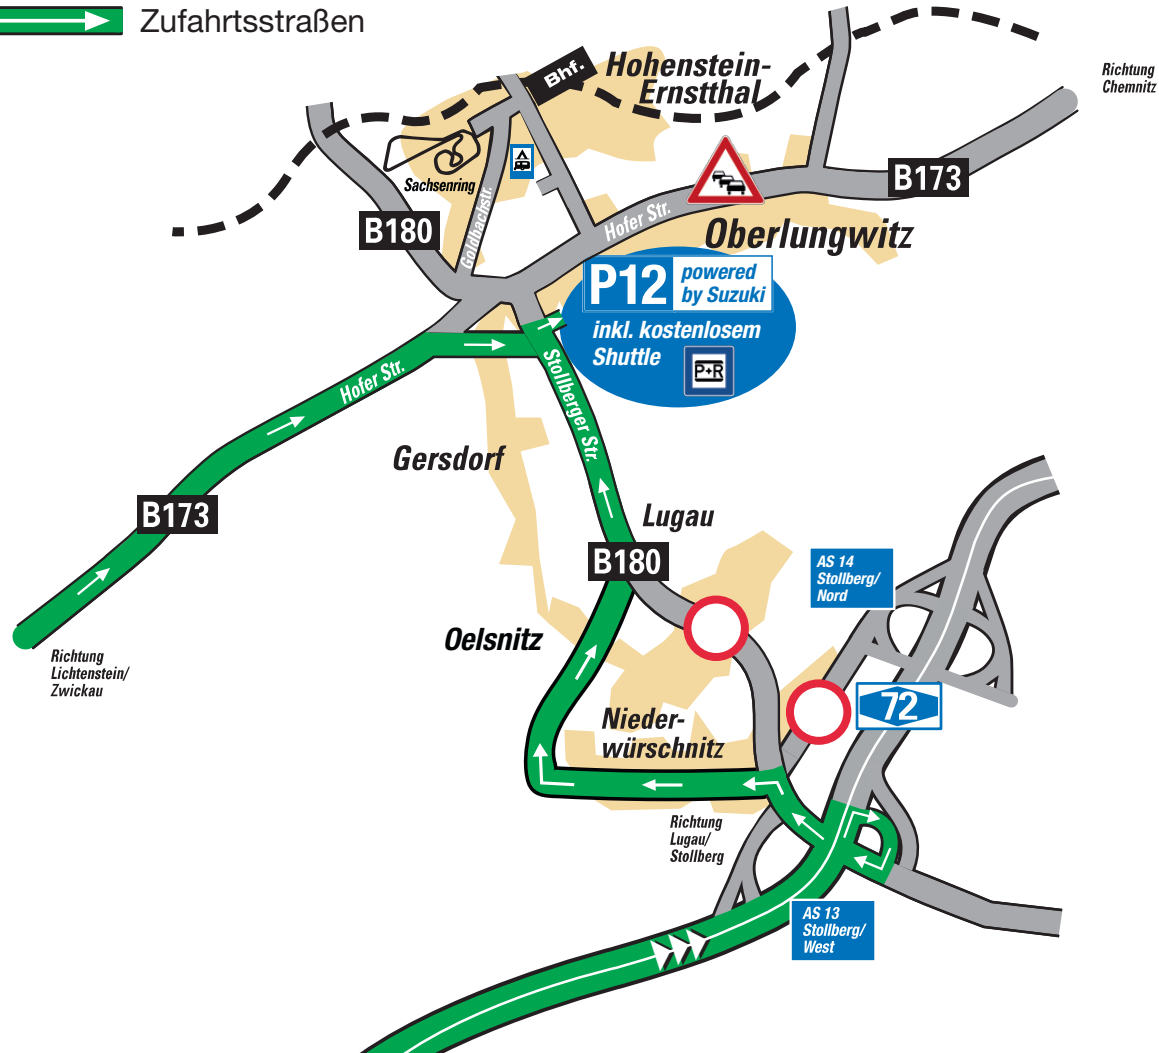 Zufahrtsstraßen
Bhf.
Hohenstein-
Ernstthal
Richtung
Chemnitz
Sachsenring
Goldbachstr.
B180
B173
Hofer Str.
Oberlungwitz
P12
powered
by Suzuki
inkl. kostenlosem
Shuttle
P+R
Hofer Str.
Stollberger Str.
Gersdorf
B173
Lugau
B180
AS 14
Stollberg/
Nord
Oelsnitz
Richtung
Lichtenstein/
Zwickau
72
Nieder-
würschnitz
Richtung
Lugau/
Stollberg
AS 13
Stollberg/
West